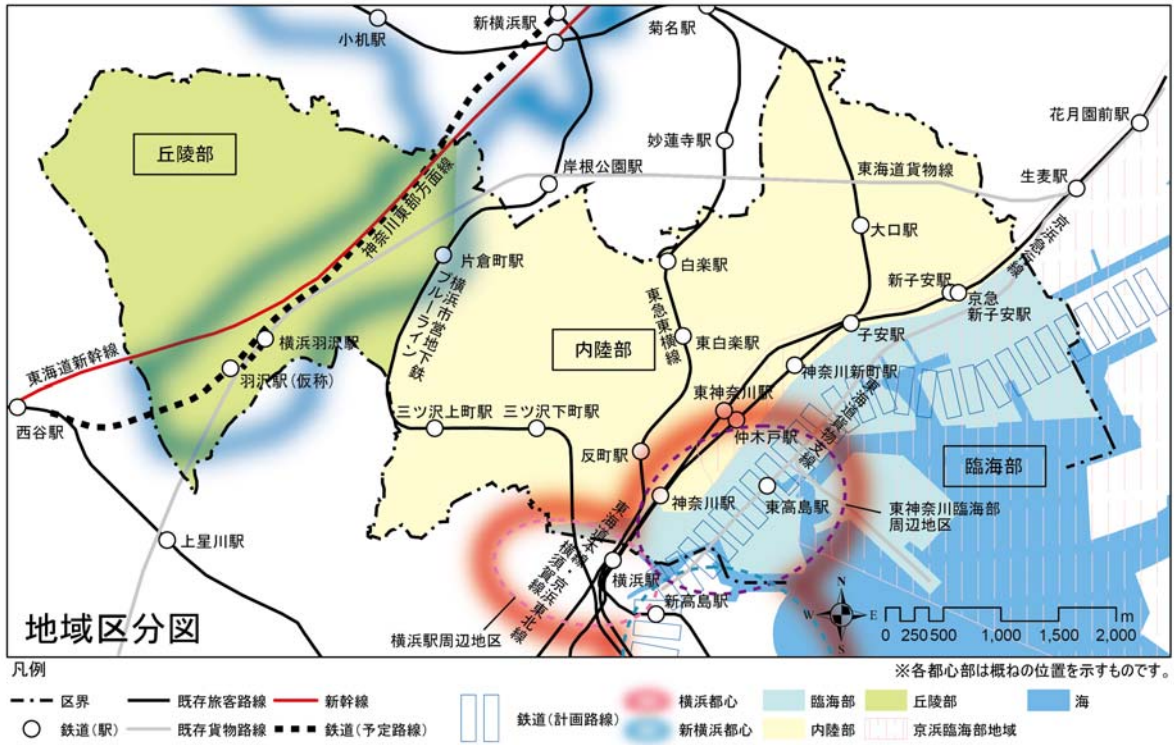 新横浜駅
小机駅
菊名駅
花月園前駅
妙蓮寺駅
丘陵部
岸根公園駅
東海道貨物線
生麦駅
神奈川東部方面線
京浜急行線
大口駅
片倉町駅
白楽駅
新子安駅
京急
新子安駅
横浜市営地下鉄
ブルーライン
東急東横線
子安駅
内陸部
東白楽駅
横浜羽沢駅
東海道新幹線
羽沢駅(仮称)
神奈川新町駅
東海道貨物支線
西谷駅
三ツ沢上町駅
三ツ沢下町駅
東神奈川駅
仲木戸駅
反町駅
臨海部
神奈川駅
東高島駅
東神奈川臨海部
周辺地区
上星川駅
東海道本線・京浜東北線
横須賀線
横浜駅
新高島駅
横浜駅周辺地区
地域区分図
N
W
E
S
0 250 500 1,000 1,500 2,000 m
凡例
※各都心部は概ねの位置を示すものです。
区界
既存旅客路線
新幹線
鉄道(計画路線)
横浜都心
臨海部
丘陵部
海
鉄道(駅)
既存貨物路線
鉄道(予定路線)
新横浜都心
内陸部
京浜臨海部地域